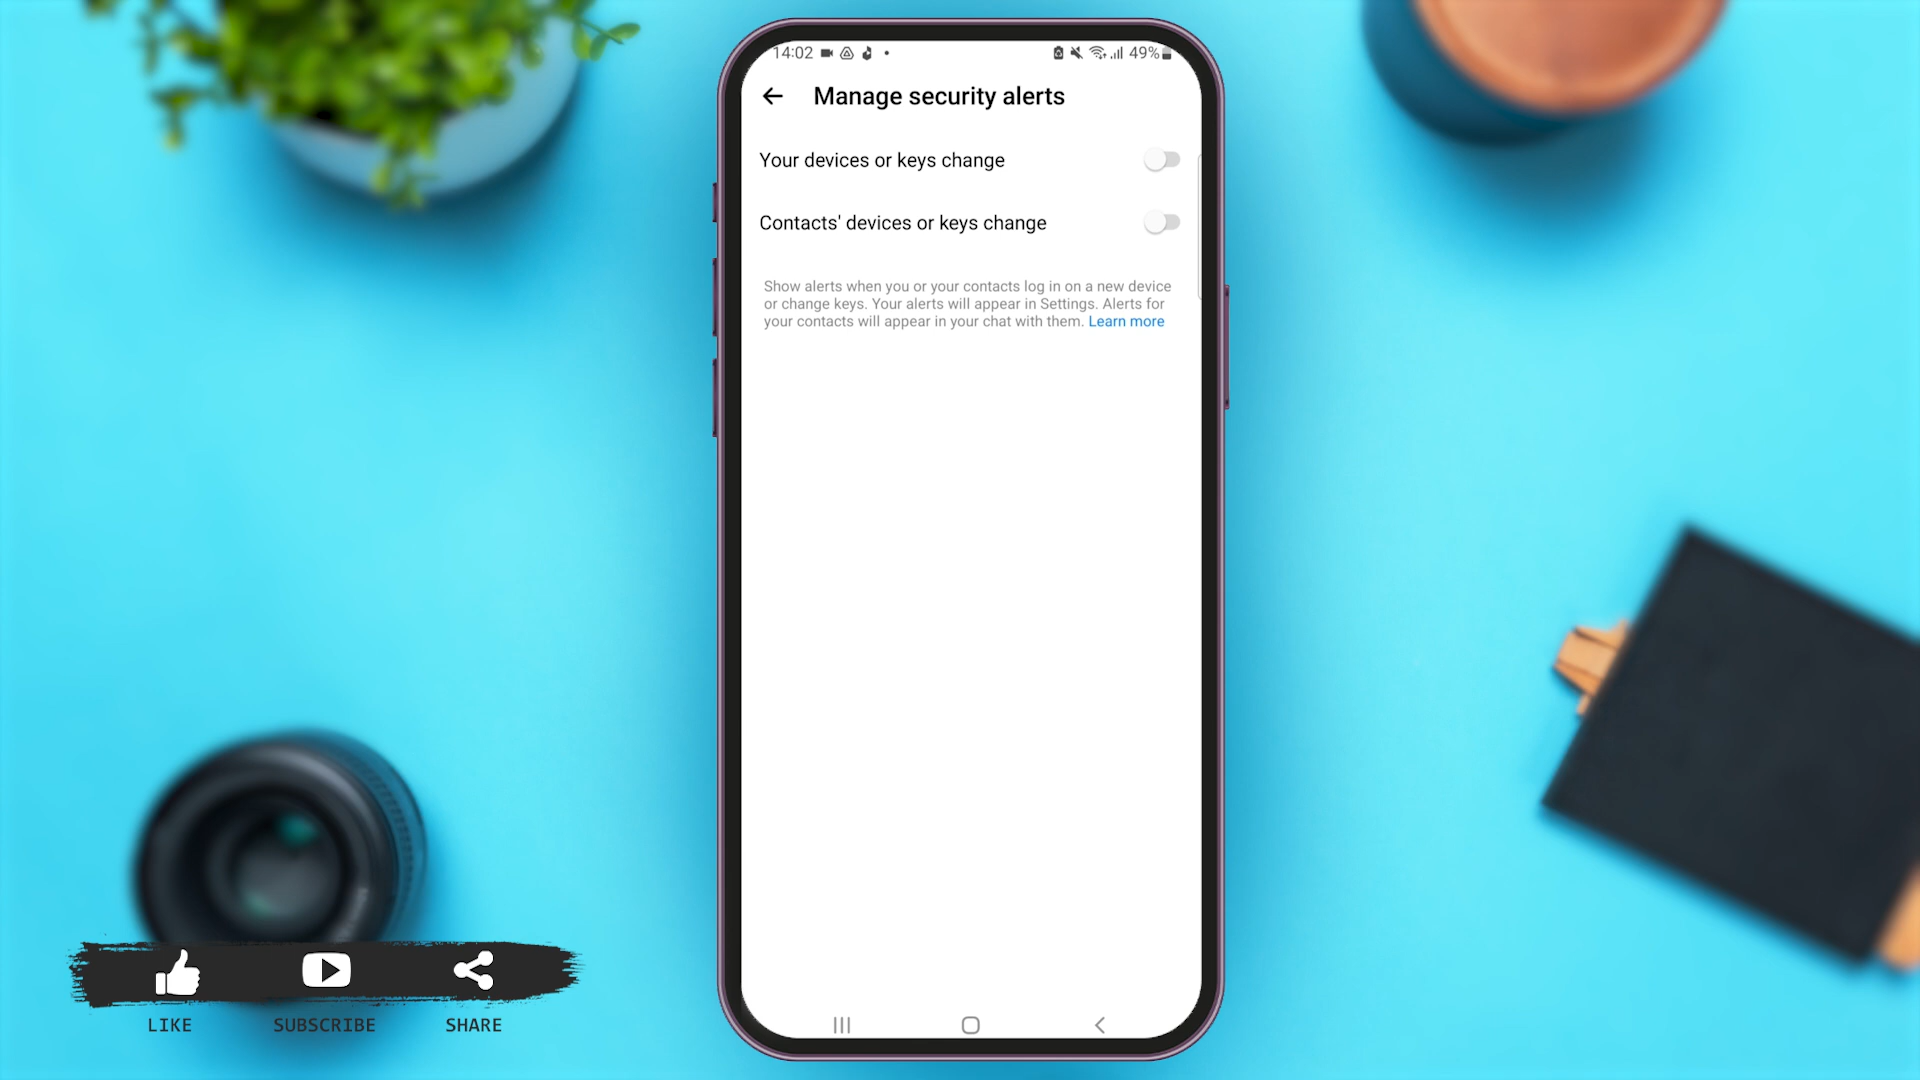 14:02
49%
Manage security alerts
Your devices or keys change
Contacts' devices or keys change
Show alerts when you or your contacts log in on a new device
or change keys. Your alerts will appear in Settings. Alerts for
your contacts will appear in your chat with them. Learn more
LIKE SUBSCRIBE SHARE